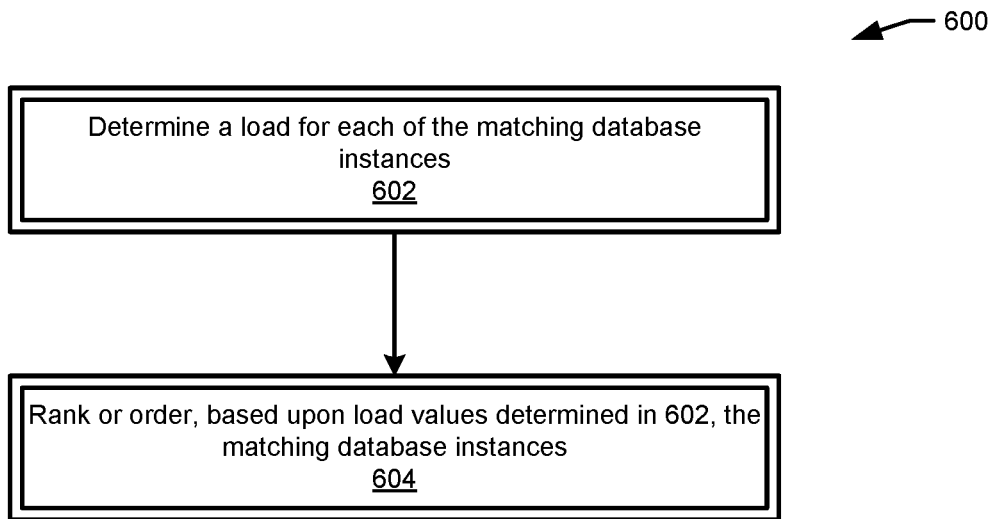 600
Determine a load for each of the matching database
instances
602
Rank or order, based upon load values determined in 602, the
matching database instances
604